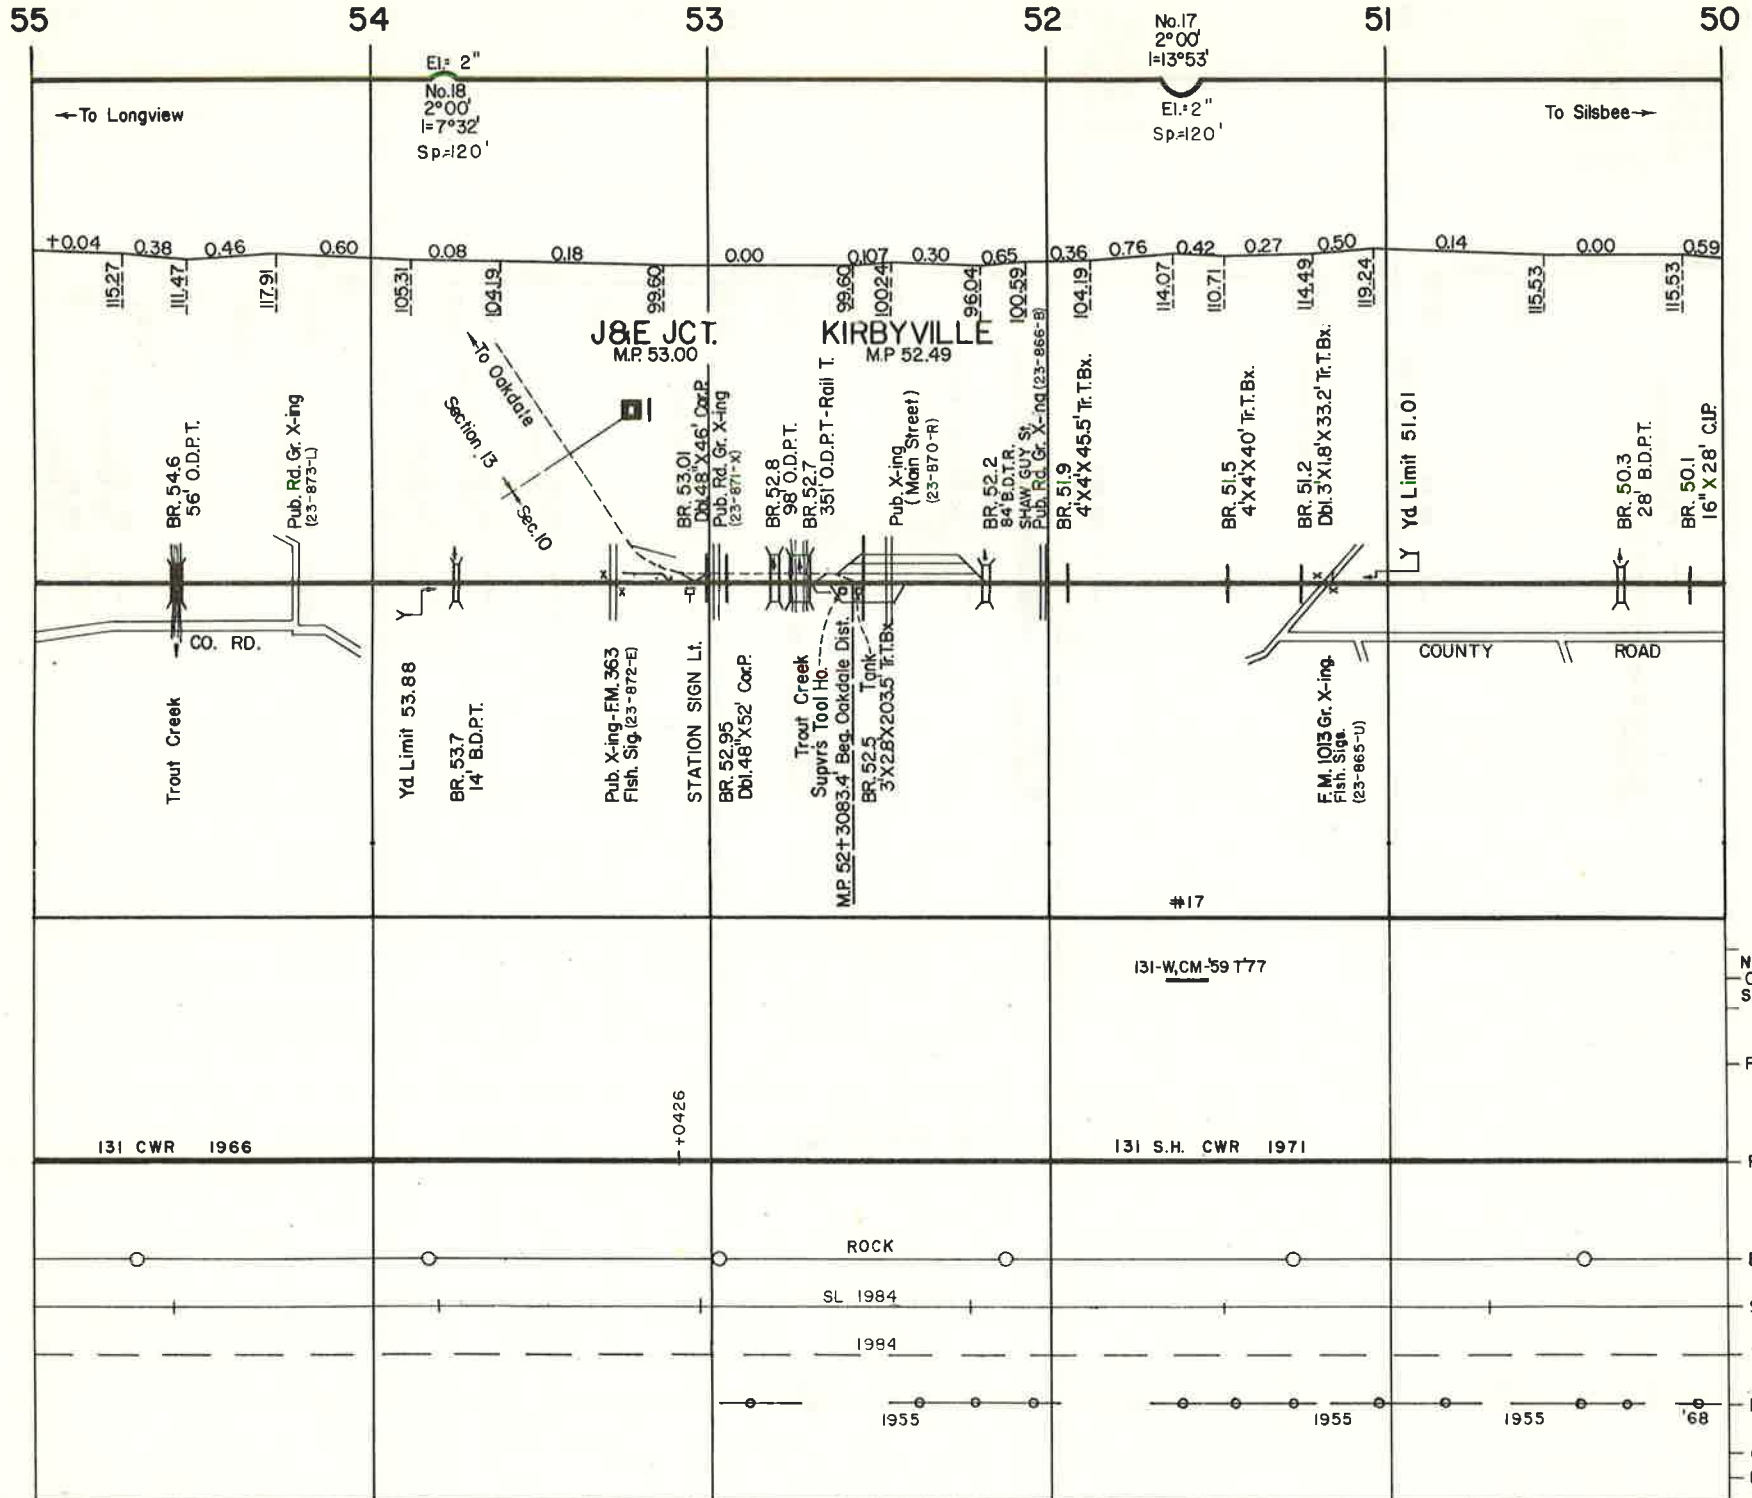 55 54 53 52 51 50
El.= 2"
No.18
2°00'
I=7°32'
Sp.=120'
No.17
2°00'
I=13°53'
El.=2"
Sp.=120'
←To Longview
To Silsbee→
+0.04 0.38 0.46 0.60 0.08 0.18 0.00 0.107 0.30 0.65 0.36 0.76 0.42 0.27 0.50 0.14 0.00 0.59
115.27 111.47 117.91 105.31 104.19 99.60 99.60 100.24 96.04 100.59 104.19 114.07 110.71 114.49 119.24 115.53 115.53
J&E JCT.
M.P. 53.00
KIRBYVILLE
M.P. 52.49
To Oakdale
Section 13
Sec.10
BR. 54.6
56' O.D.P.T.
Pub. Rd. Gr. X-ing
(23-873-L)
BR. 53.01
Dbl.48"X46' Cor.P.
Pub. Rd. Gr. X-ing
(23-871-X)
BR. 52.8
98' O.D.P.T.
BR. 52.7
351' O.D.P.T-Rail T.
Pub. X-ing
(Main Street)
(23-870-R)
BR. 52.2
84' B.D.T.R.
SHAW GUY St.
Pub. Rd. Gr. X-ing (23-866-B)
BR. 51.9
4'X4'X45.5' Tr.T.Bx.
BR. 51.5
4'X4'X40' Tr.T.Bx.
BR. 51.2
Dbl.3'X1.8'X33.2' Tr.T.Bx.
Yd. Limit 51.01
BR. 50.3
28' B.D.P.T.
BR. 50.1
16"X28' C.I.P.
Y
Y
CO. RD.
COUNTY ROAD
Trout Creek
Yd. Limit 53.88
BR. 53.7
14' B.D.P.T.
Pub. X-ing-F.M. 363
Flsh. Sig. (23-872-E)
STATION SIGN Lt.
BR. 52.95
Dbl.48"X52' Cor.P.
Trout Creek
Supvr's Tool Ho.
M.P. 52+3083.4' Beg. Oakdale Dist.
BR. 52.5 Tank
3'X2.8'X203.5' Tr.T.Bx.
F.M. 1013 Gr. X-ing.
Flsh. Sigs.
(23-865-U)
#17
131-W,CM-'59 T'77
N
S
+0426
131 CWR 1966
131 S.H. CWR 1971
ROCK
SL 1984
1984
1955
1955
1955
'68